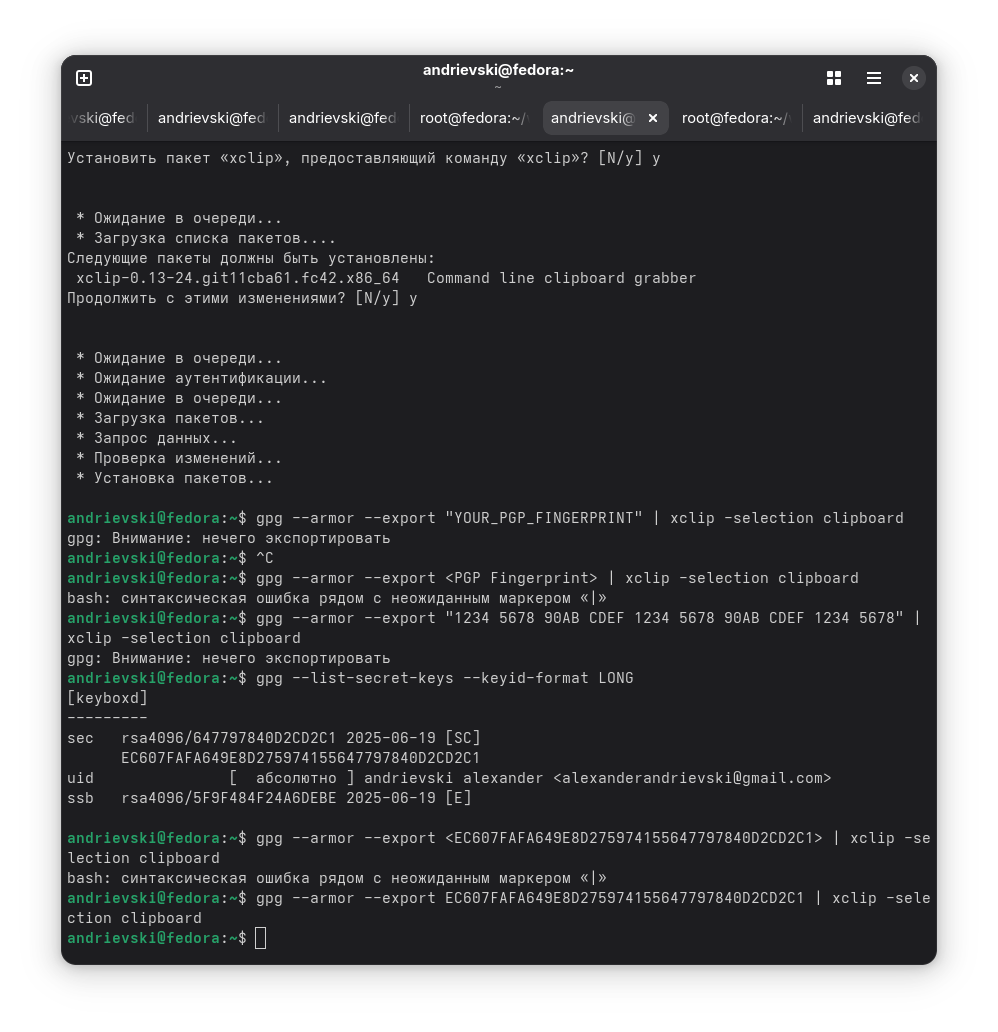 andrievski@fedora:~
~
vski@fed
andrievski@fed
andrievski@fed
root@fedora:~/
andrievski@
root@fedora:~/
andrievski@fed
Установить пакет «xclip», предоставляющий команду «xclip»? [N/y] y
* Ожидание в очереди...
* Загрузка списка пакетов....
Следующие пакеты должны быть установлены:
xclip-0.13-24.git11cba61.fc42.x86_64   Command line clipboard grabber
Продолжить с этими изменениями? [N/y] y
* Ожидание в очереди...
* Ожидание аутентификации...
* Ожидание в очереди...
* Загрузка пакетов...
* Запрос данных...
* Проверка изменений...
* Установка пакетов...
andrievski@fedora:~$ gpg --armor --export "YOUR_PGP_FINGERPRINT" | xclip -selection clipboard
gpg: Внимание: нечего экспортировать
andrievski@fedora:~$ ^C
andrievski@fedora:~$ gpg --armor --export <PGP Fingerprint> | xclip -selection clipboard
bash: синтаксическая ошибка рядом с неожиданным маркером «|»
andrievski@fedora:~$ gpg --armor --export "1234 5678 90AB CDEF 1234 5678 90AB CDEF 1234 5678" |
xclip -selection clipboard
gpg: Внимание: нечего экспортировать
andrievski@fedora:~$ gpg --list-secret-keys --keyid-format LONG
[keyboxd]
---------
sec   rsa4096/647797840D2CD2C1 2025-06-19 [SC]
EC607FAFA649E8D275974155647797840D2CD2C1
uid               [  абсолютно ] andrievski alexander <alexanderandrievski@gmail.com>
ssb   rsa4096/5F9F484F24A6DEBE 2025-06-19 [E]
andrievski@fedora:~$ gpg --armor --export <EC607FAFA649E8D275974155647797840D2CD2C1> | xclip -se
lection clipboard
bash: синтаксическая ошибка рядом с неожиданным маркером «|»
andrievski@fedora:~$ gpg --armor --export EC607FAFA649E8D275974155647797840D2CD2C1 | xclip -sele
ction clipboard
andrievski@fedora:~$